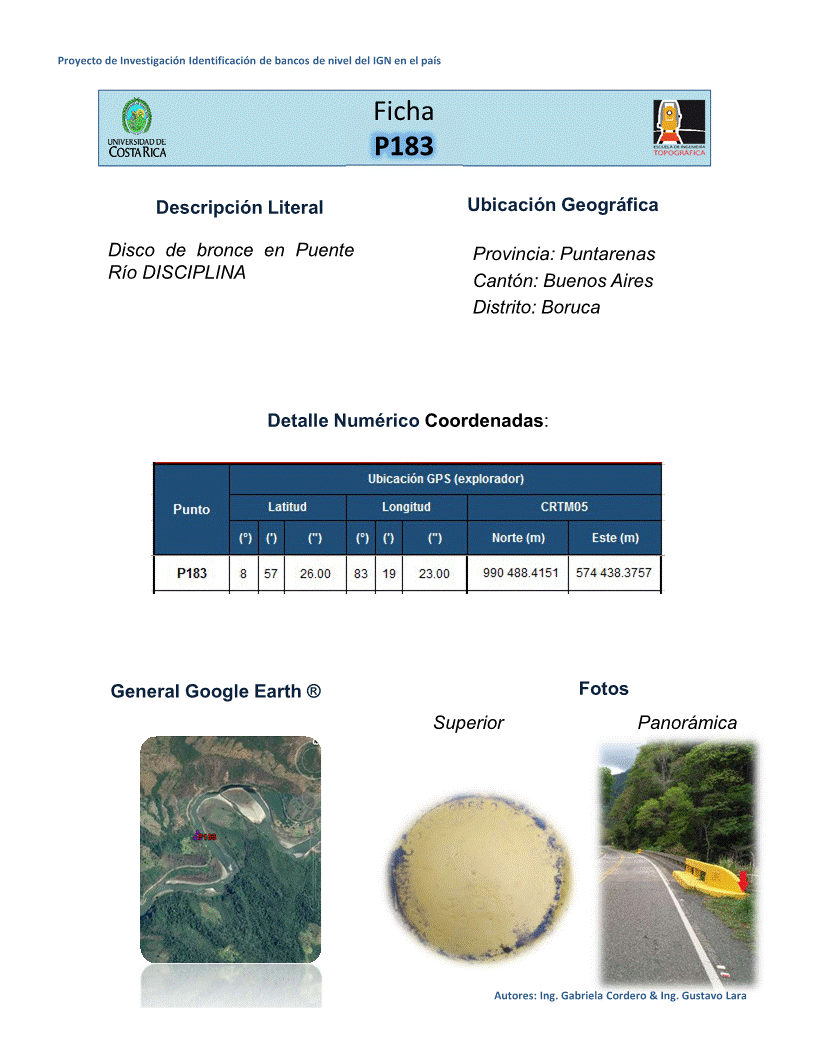 Proyecto de Investigación Identificación de bancos de nivel del IGN en el país
UNIVERSIDAD DE
COSTA RICA
Ficha
P183
ESCUELA DE INGENIERÍA
TOPOGRÁFICA
Descripción Literal
Disco de bronce en Puente
Río DISCIPLINA
Ubicación Geográfica
Provincia: Puntarenas
Cantón: Buenos Aires
Distrito: Boruca
Detalle Numérico Coordenadas:
Punto
Ubicación GPS (explorador)
Latitud Longitud CRTM05
(°) (') (") (°) (') (") Norte (m) Este (m)
P183 8 57 26.00 83 19 23.00 990 488.4151 574 438.3757
General Google Earth ®
P183
Fotos
Superior Panorámica
Autores: Ing. Gabriela Cordero & Ing. Gustavo Lara